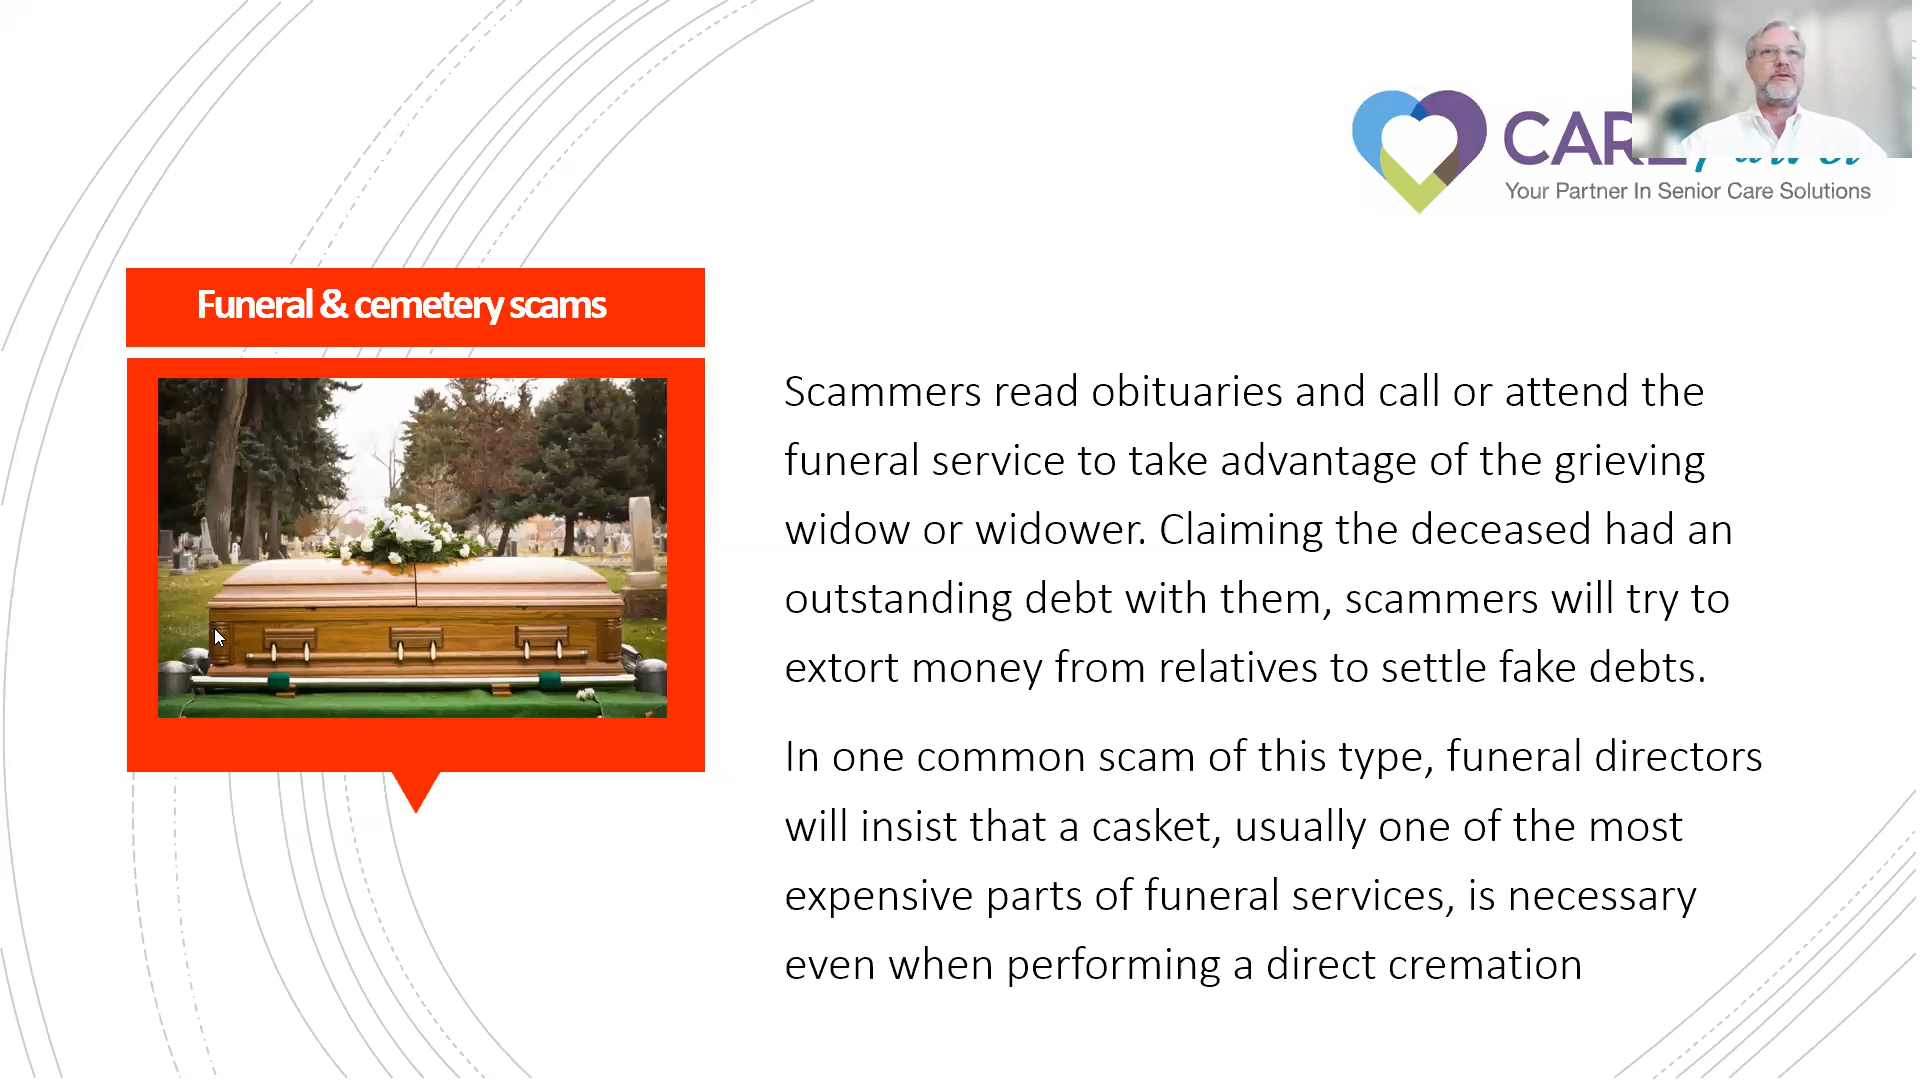 Your Partner In Senior Care Solutions
Funeral & cemetery scams
Scammers read obituaries and call or attend the
funeral service to take advantage of the grieving
widow or widower. Claiming the deceased had an
outstanding debt with them, scammers will try to
extort money from relatives to settle fake debts.
In one common scam of this type, funeral directors
will insist that a casket, usually one of the most
expensive parts of funeral services, is necessary
even when performing a direct cremation